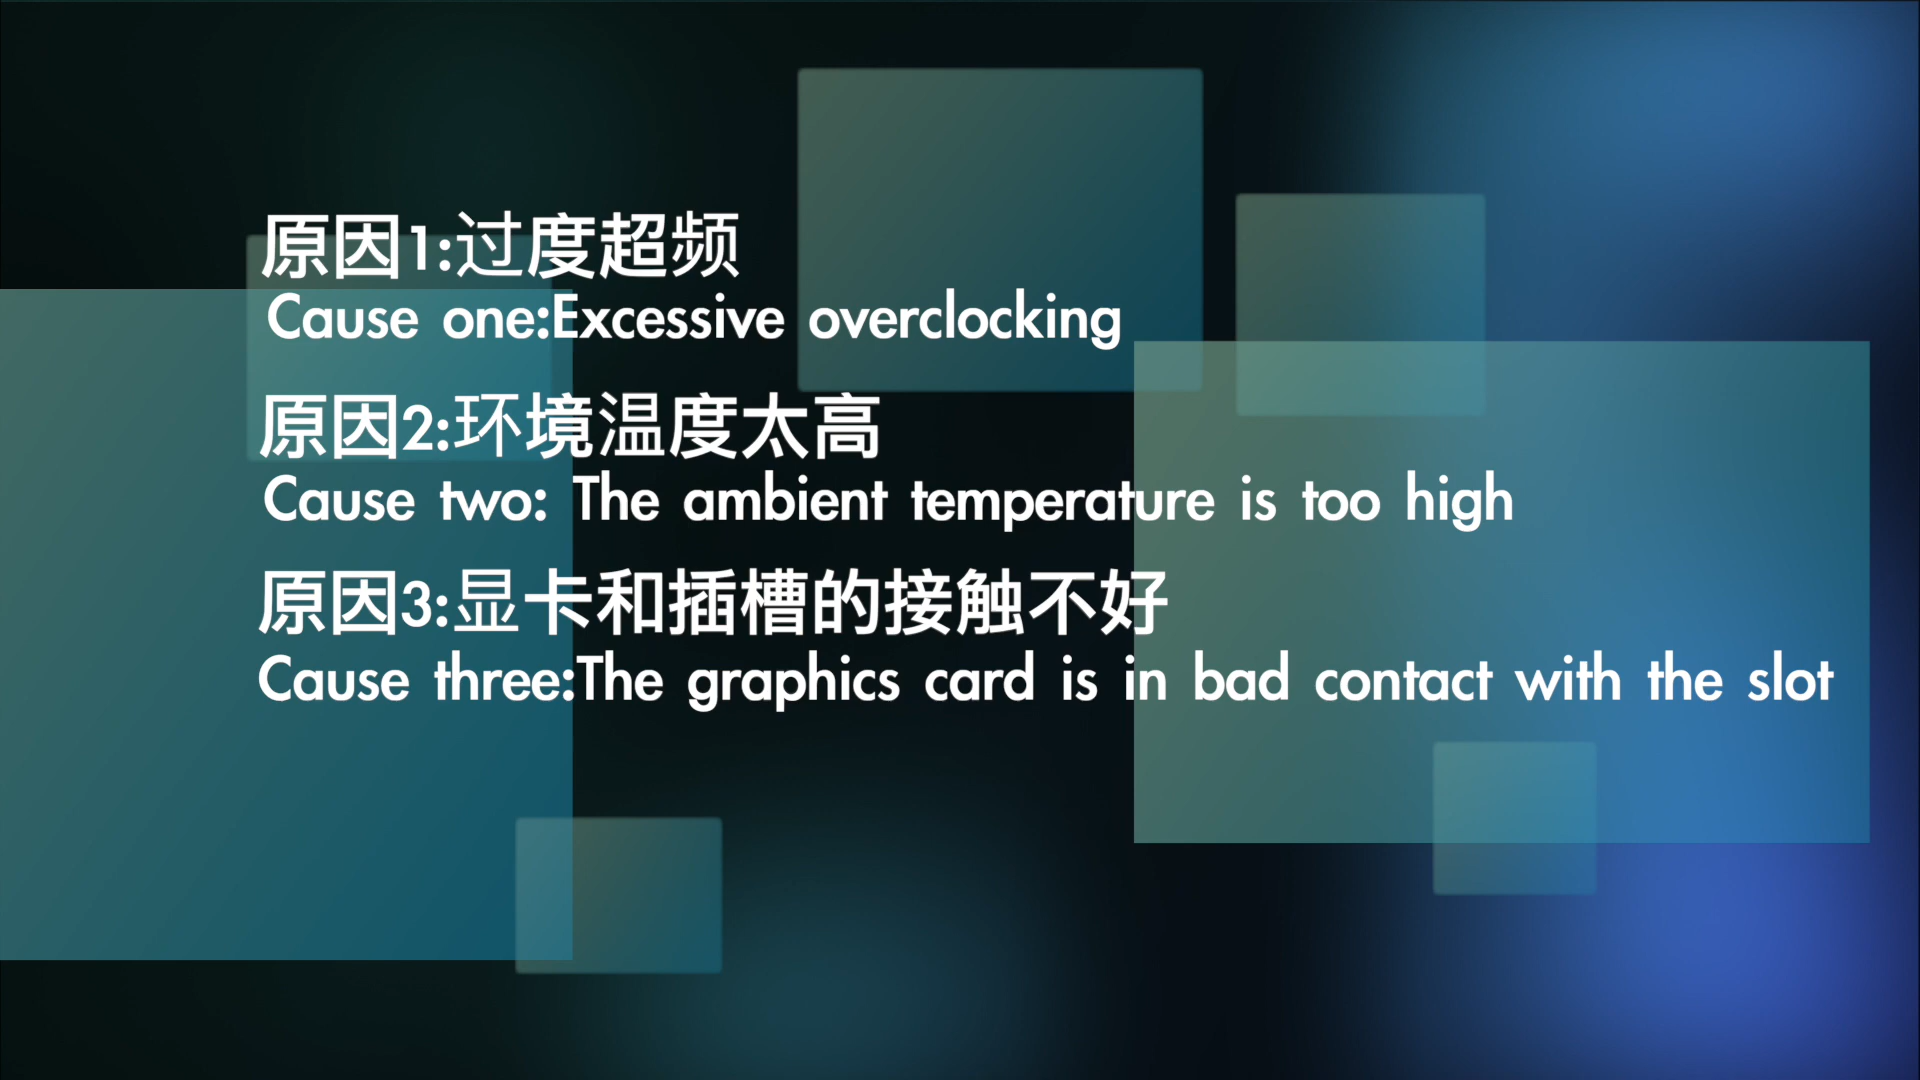 原因1:过度超频
Cause one:Excessive overclocking
原因2:环境温度太高
Cause two: The ambient temperature is too high
原因3:显卡和插槽的接触不好
Cause three:The graphics card is in bad contact with the slot